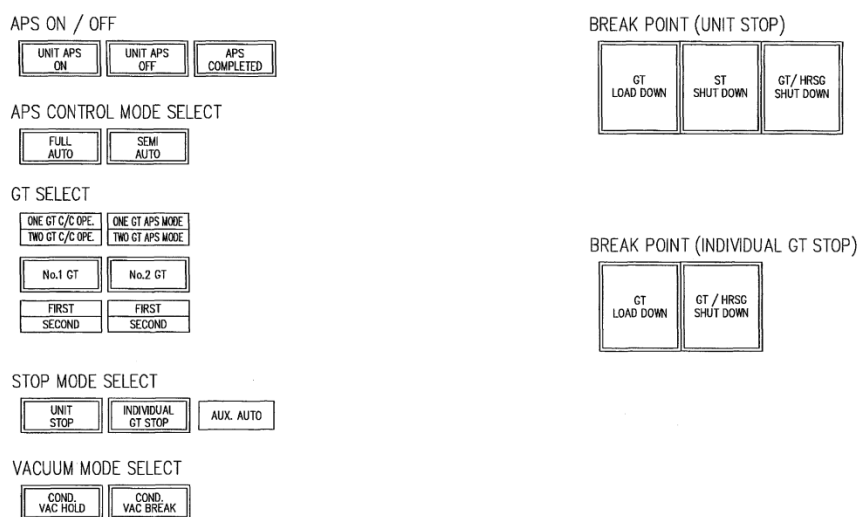 APS ON / OFF
UNIT APS
ON
UNIT APS
OFF
APS
COMPLETED
APS CONTROL MODE SELECT
FULL
AUTO
SEMI
AUTO
GT SELECT
ONE GT C/C OPE.
TWO GT C/C OPE.
ONE GT APS MODE
TWO GT APS MODE
No.1 GT
No.2 GT
FIRST
SECOND
FIRST
SECOND
STOP MODE SELECT
UNIT
STOP
INDIVIDUAL
GT STOP
AUX. AUTO
VACUUM MODE SELECT
COND.
VAC HOLD
COND.
VAC BREAK
BREAK POINT (UNIT STOP)
GT
LOAD DOWN
ST
SHUT DOWN
GT/ HRSG
SHUT DOWN
BREAK POINT (INDIVIDUAL GT STOP)
GT
LOAD DOWN
GT / HRSG
SHUT DOWN